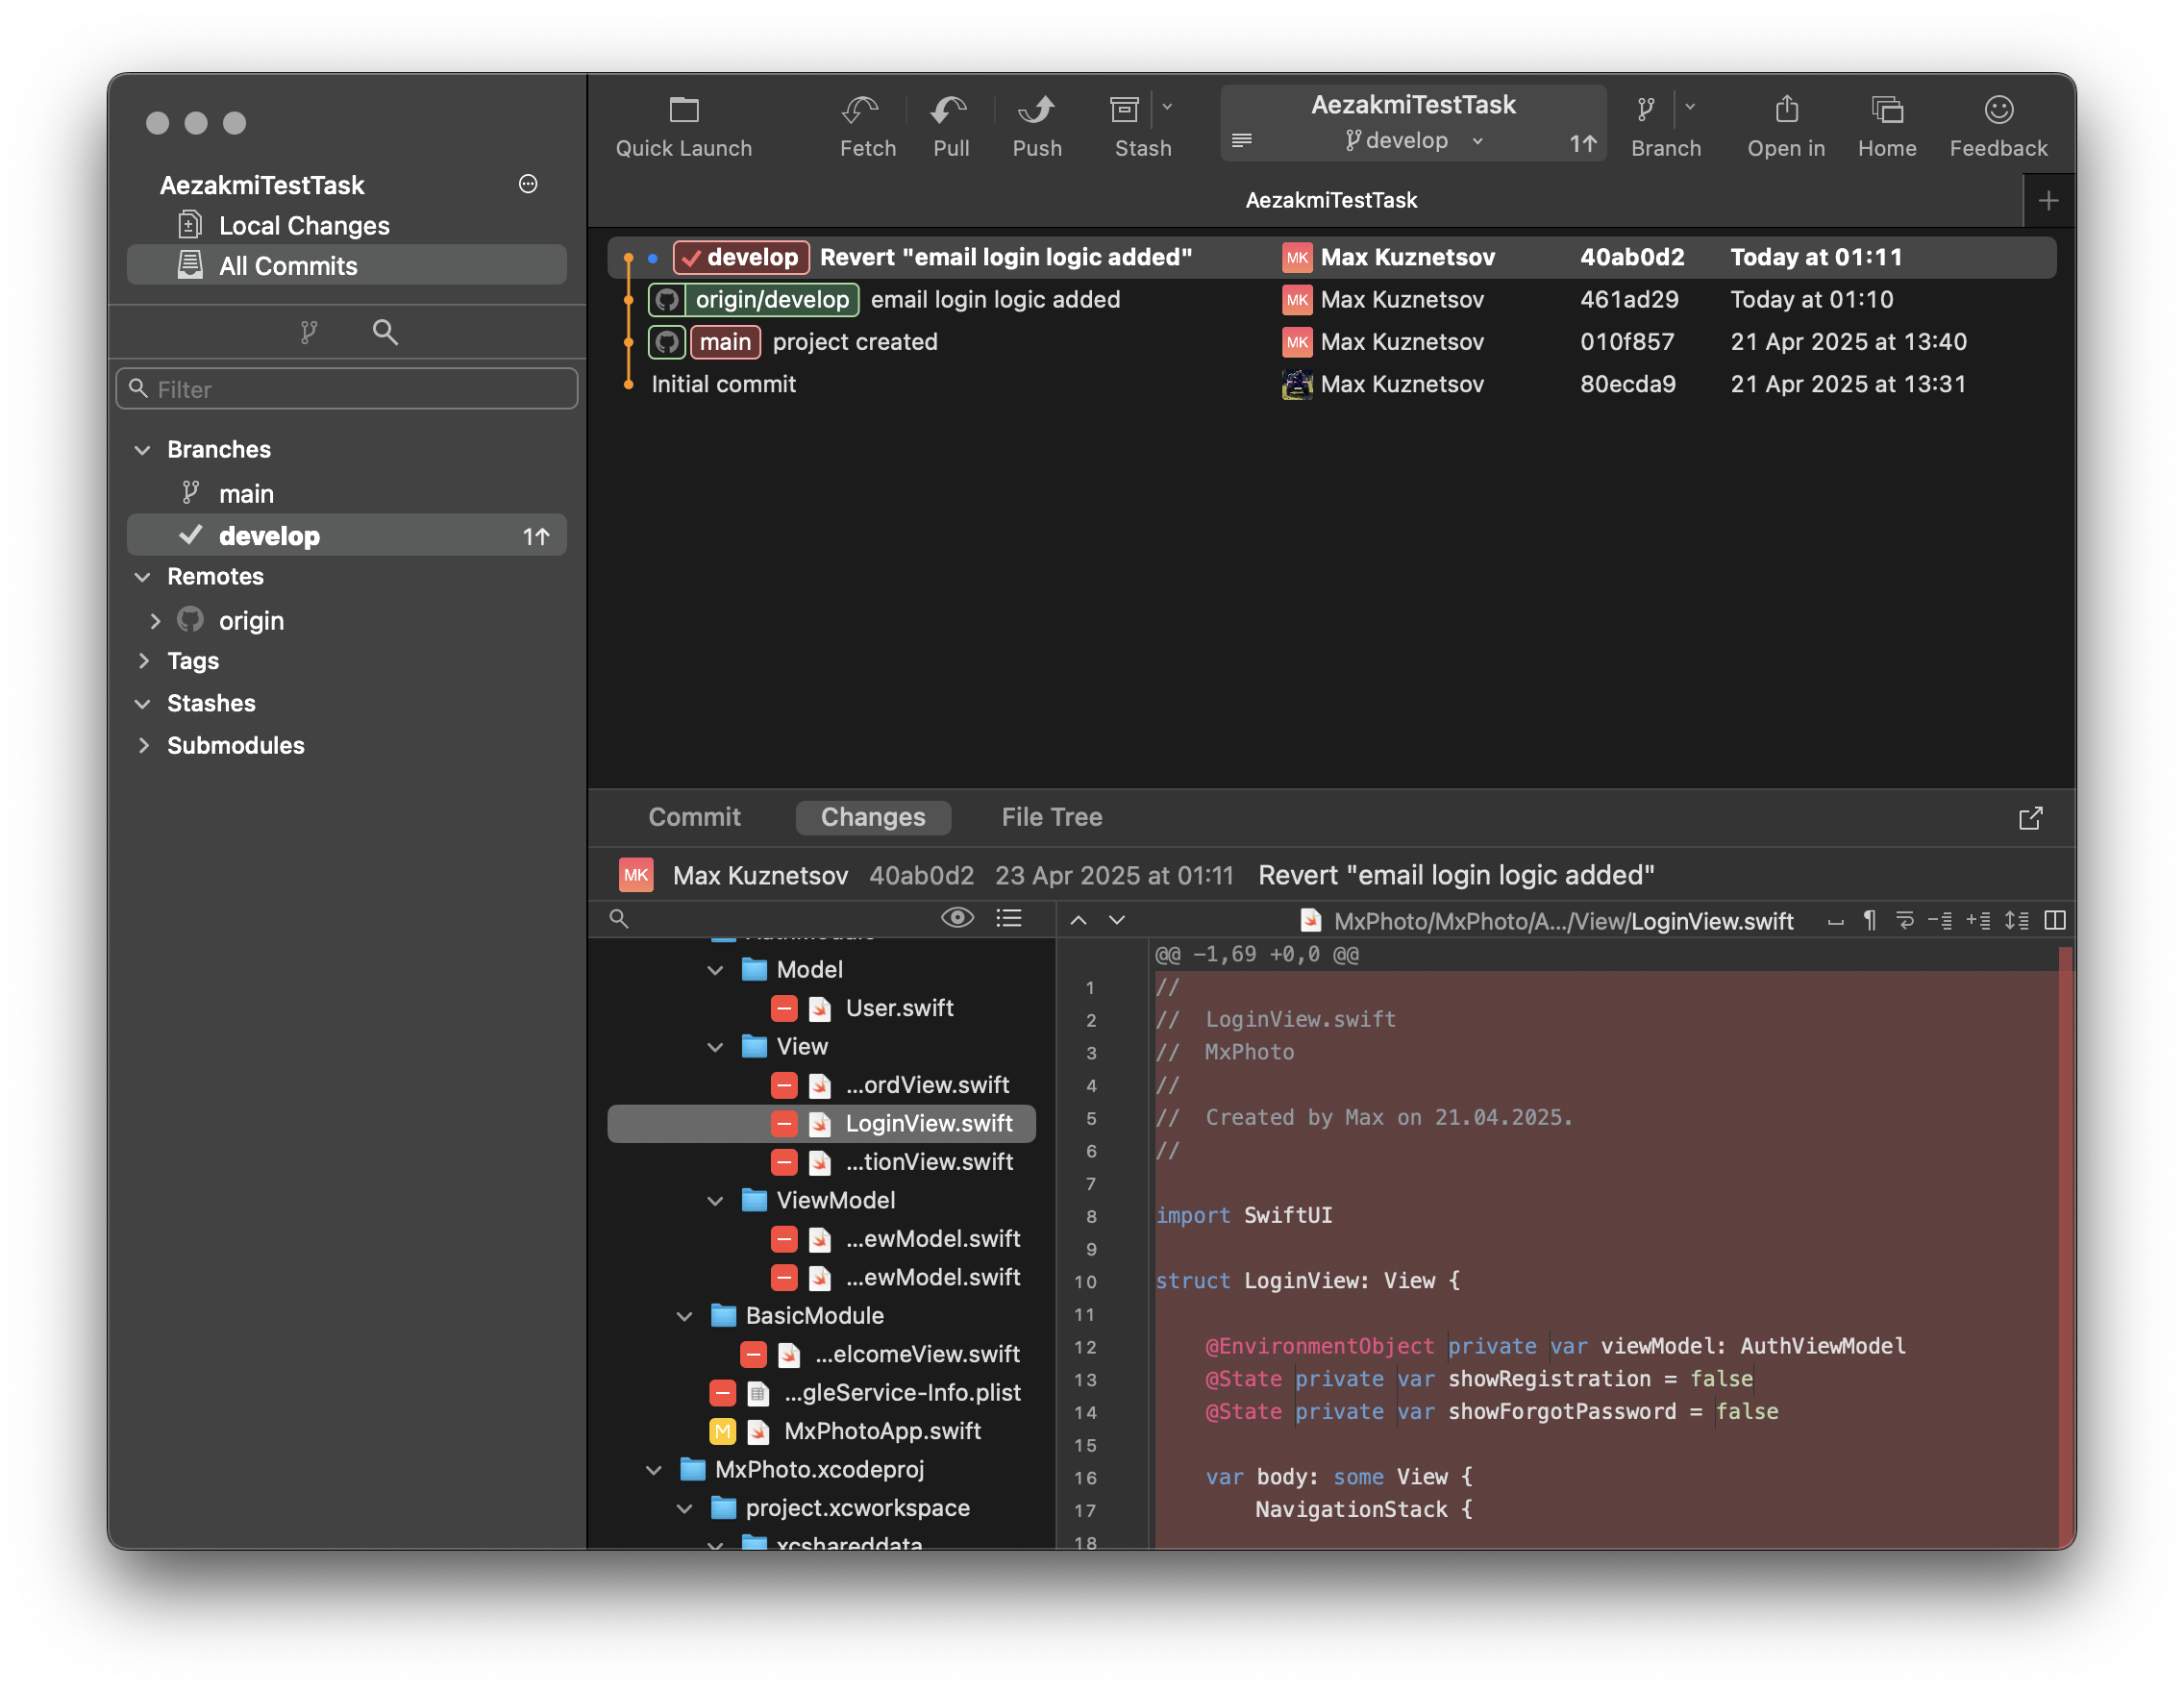 AezakmiTestTask
Local Changes
All Commits
Filter
Branches
main
develop 1↑
Remotes
origin
Tags
Stashes
Submodules
Quick Launch
Fetch
Pull
Push
Stash
AezakmiTestTask
develop 1↑
Branch
Open in
Home
Feedback
AezakmiTestTask
develop Revert "email login logic added" MK Max Kuznetsov 40ab0d2 Today at 01:11
origin/develop email login logic added MK Max Kuznetsov 461ad29 Today at 01:10
main project created MK Max Kuznetsov 010f857 21 Apr 2025 at 13:40
Initial commit Max Kuznetsov 80ecda9 21 Apr 2025 at 13:31
Commit Changes File Tree
MK Max Kuznetsov 40ab0d2 23 Apr 2025 at 01:11 Revert "email login logic added"
MxPhoto/MxPhoto/A.../View/LoginView.swift
Model
User.swift
View
...ordView.swift
LoginView.swift
...tionView.swift
ViewModel
...ewModel.swift
...ewModel.swift
BasicModule
...elcomeView.swift
...gleService-Info.plist
M MxPhotoApp.swift
MxPhoto.xcodeproj
project.xcworkspace
xcshareddata
@@ -1,69 +0,0 @@
1 //
2 //  LoginView.swift
3 //  MxPhoto
4 //
5 //  Created by Max on 21.04.2025.
6 //
7
8 import SwiftUI
9
10 struct LoginView: View {
11
12 @EnvironmentObject private var viewModel: AuthViewModel
13 @State private var showRegistration = false
14 @State private var showForgotPassword = false
15
16 var body: some View {
17 NavigationStack {
18